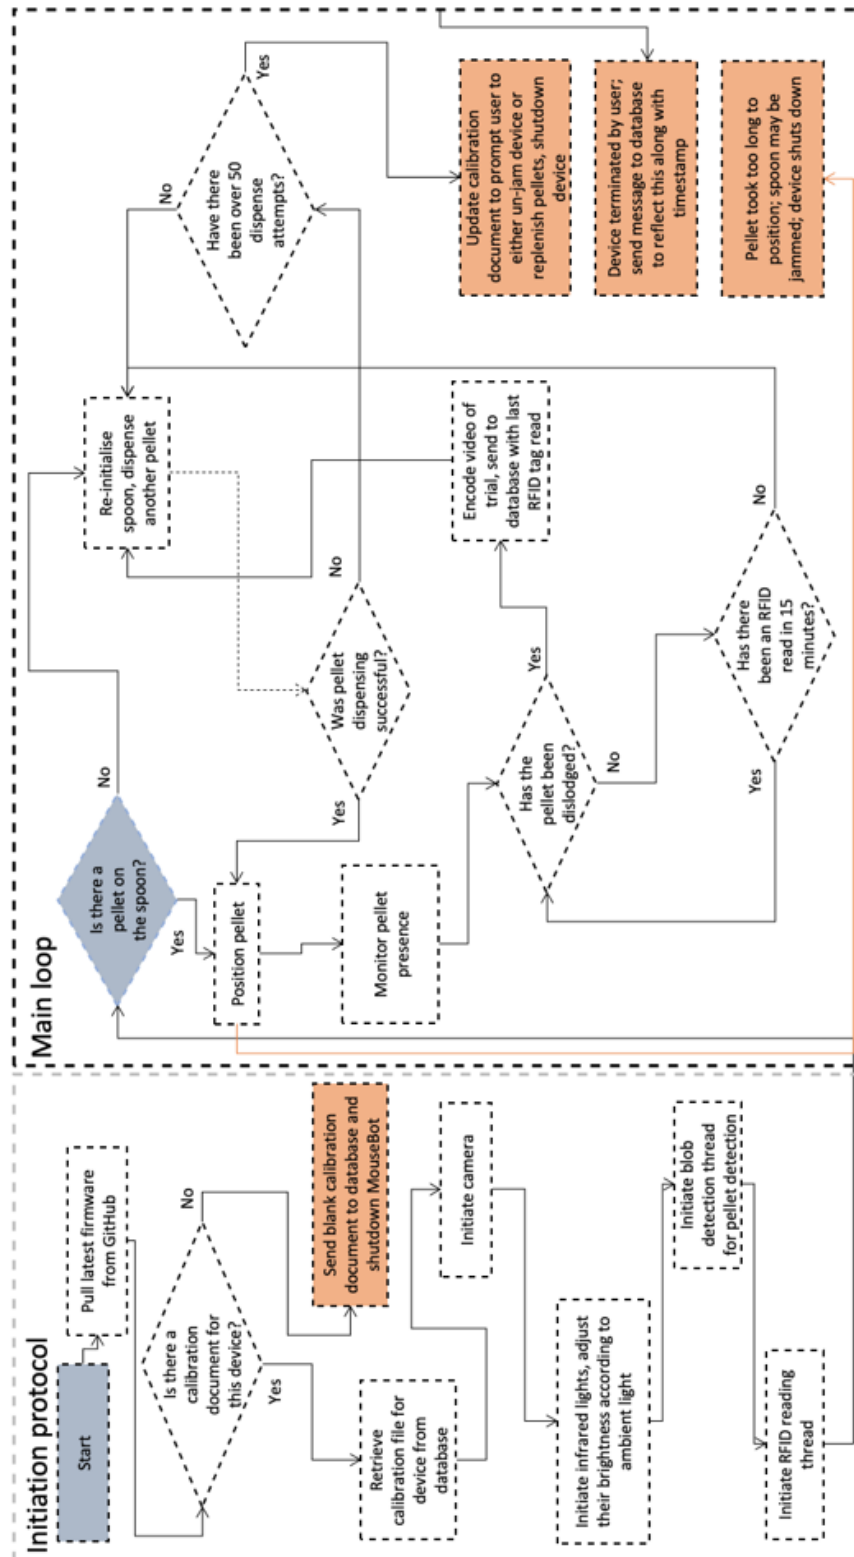 Initiation protocol
Start
Pull latest firmware
from GitHub
Is there a
calibration
document for
this device?
No
Yes
Send blank calibration
document to database and
shutdown MouseBot
Retrieve
calibration file for
device from
database
Initiate camera
Initiate infrared lights, adjust
their brightness according to
ambient light
Initiate blob
detection thread
for pellet detection
Initiate RFID reading
thread
Main loop
Is there a
pellet on
the spoon?
No
Yes
Re-initialise
spoon, dispense
another pellet
Position pellet
Yes
Was pellet
dispensing
successful?
No
Have there
been over 50
dispense
attempts?
No
Yes
Monitor pellet
presence
Has the
pellet been
dislodged?
Yes
No
Encode video of
trial, send to
database with last
RFID tag read
Has there
been an RFID
read in 15
minutes?
Yes
No
Update calibration
document to prompt user to
either un-jam device or
replenish pellets, shutdown
device
Device terminated by user;
send message to database
to reflect this along with
timestamp
Pellet took too long to
position; spoon may be
jammed; device shuts down